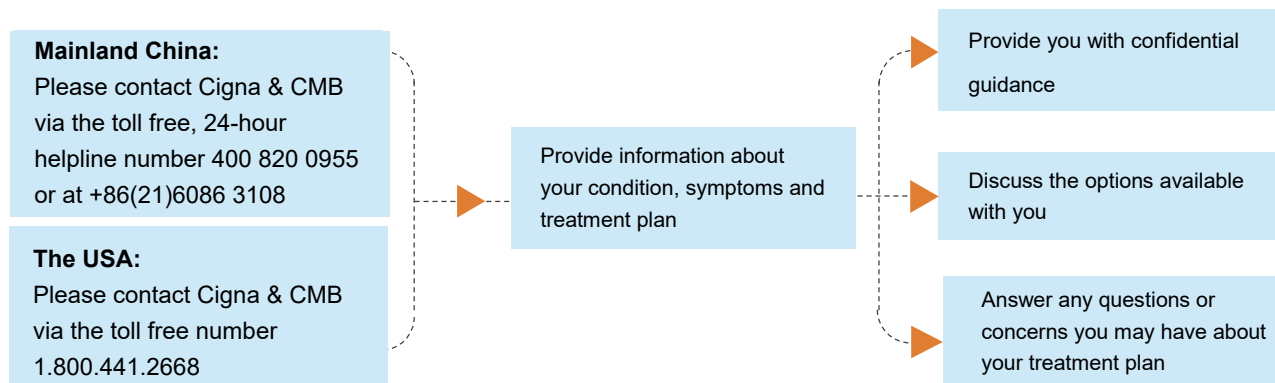 Mainland China:
Please contact Cigna & CMB
via the toll free, 24-hour
helpline number 400 820 0955
or at +86(21)6086 3108
The USA:
Please contact Cigna & CMB
via the toll free number
1.800.441.2668
Provide information about
your condition, symptoms and
treatment plan
Provide you with confidential
guidance
Discuss the options available
with you
Answer any questions or
concerns you may have about
your treatment plan